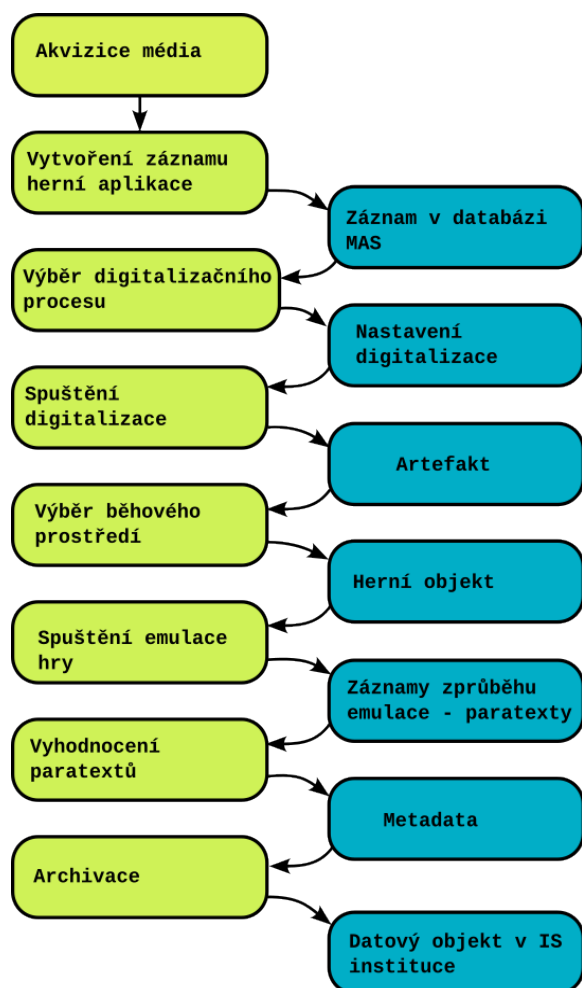 Akvizice média
Vytvoření záznamu
herní aplikace
Záznam v databázi
MAS
Výběr digitalizačního
procesu
Nastavení
digitalizace
Spuštění
digitalizace
Artefakt
Výběr běhového
prostředí
Herní objekt
Spuštění emulace
hry
Záznamy zprůběhu
emulace - paratexty
Vyhodnocení
paratextů
Metadata
Archivace
Datový objekt v IS
instituce